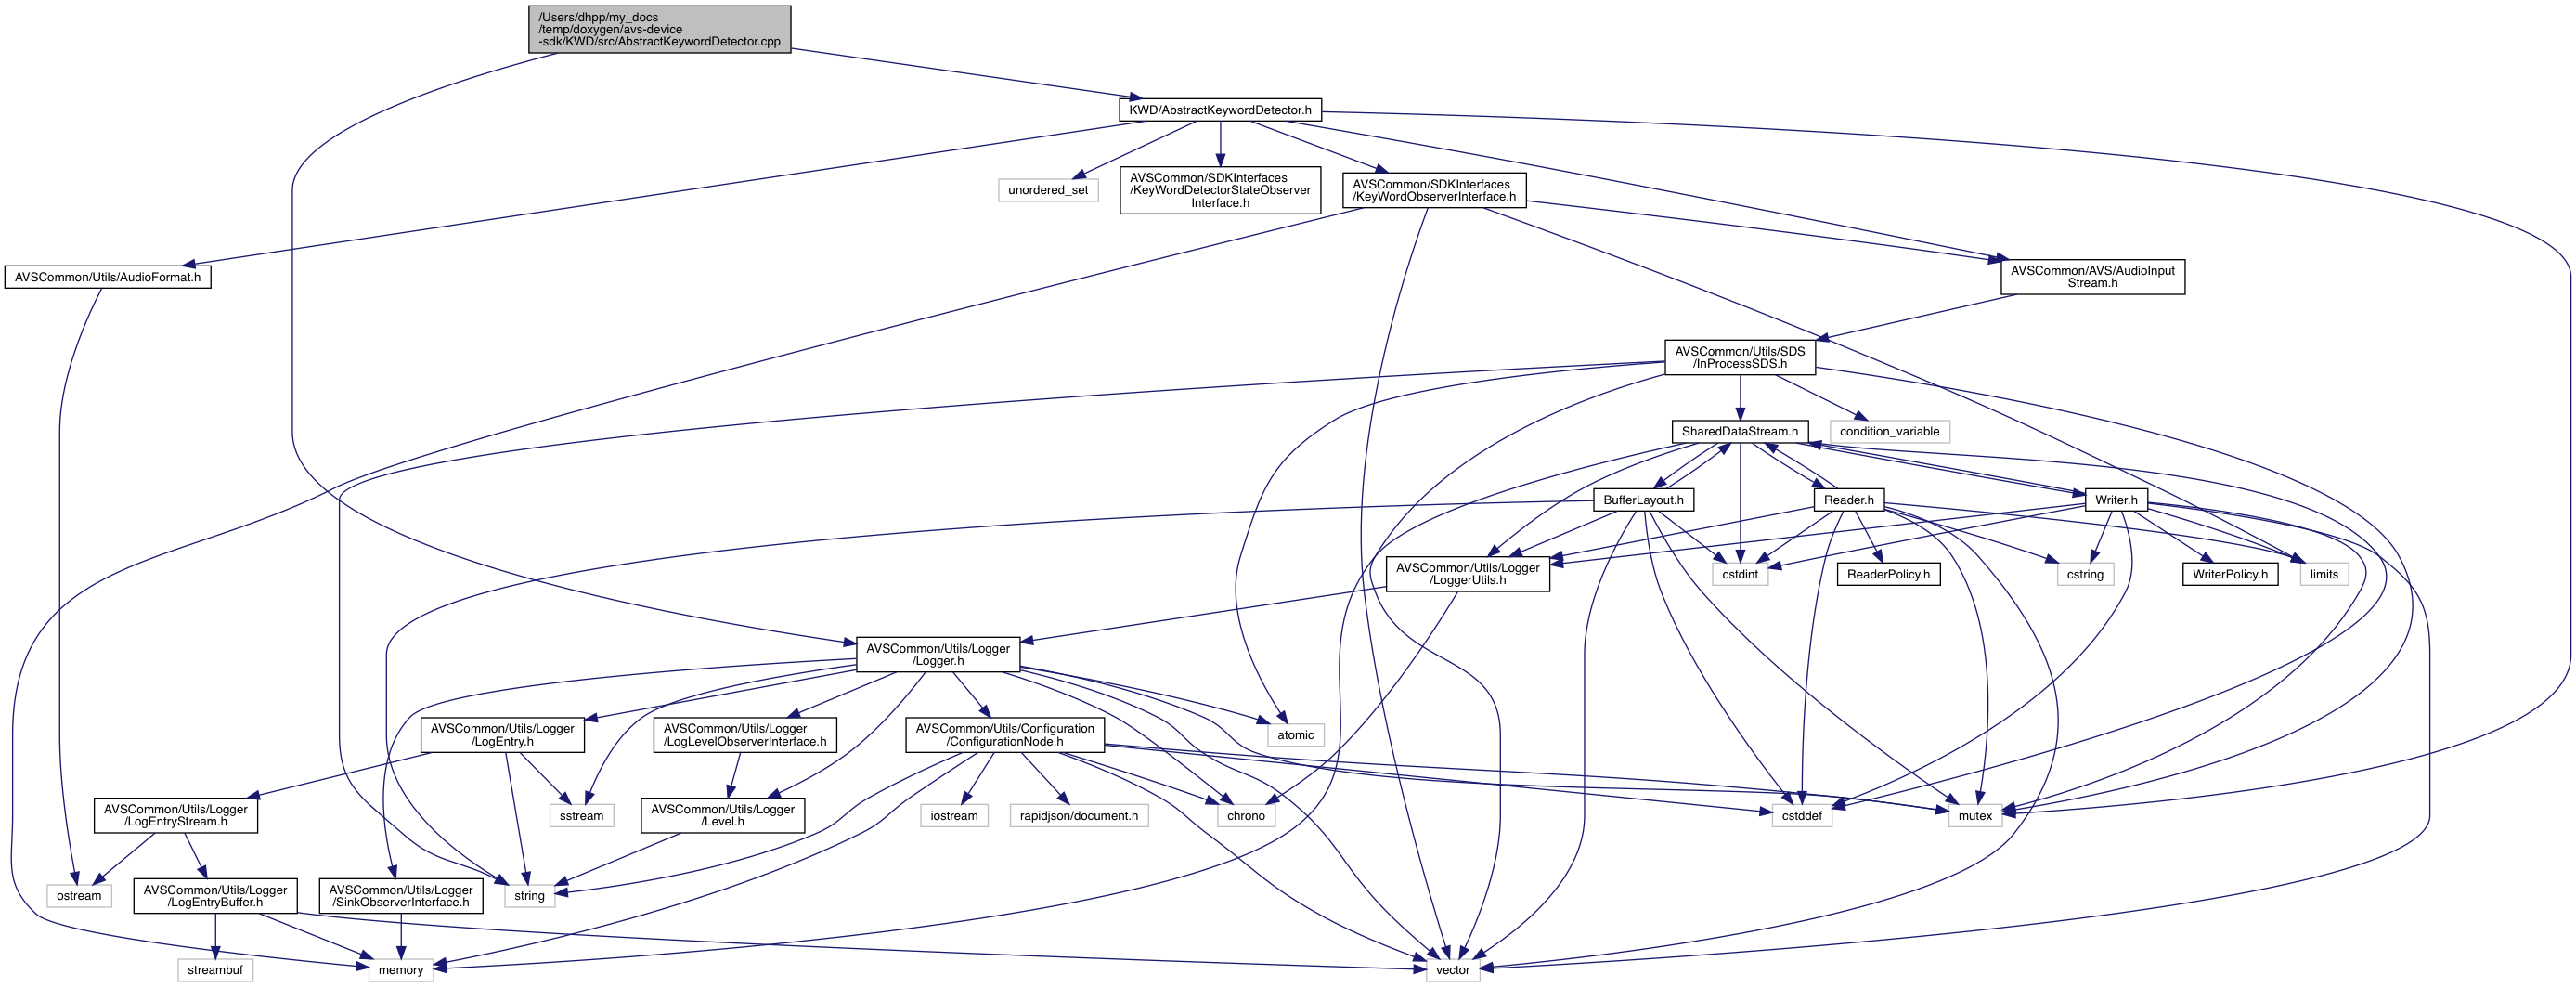 /Users/dhpp/my_docs
/temp/doxygen/avs-device
-sdk/KWD/src/AbstractKeywordDetector.cpp
KWD/AbstractKeywordDetector.h
unordered_set
AVSCommon/SDKInterfaces
/KeyWordDetectorStateObserver
Interface.h
AVSCommon/SDKInterfaces
/KeyWordObserverInterface.h
AVSCommon/Utils/AudioFormat.h
AVSCommon/AVS/AudioInput
Stream.h
AVSCommon/Utils/SDS
/InProcessSDS.h
SharedDataStream.h
condition_variable
BufferLayout.h
Reader.h
Writer.h
AVSCommon/Utils/Logger
/LoggerUtils.h
cstdint
ReaderPolicy.h
cstring
WriterPolicy.h
limits
AVSCommon/Utils/Logger
/Logger.h
AVSCommon/Utils/Logger
/LogEntry.h
AVSCommon/Utils/Logger
/LogLevelObserverInterface.h
AVSCommon/Utils/Configuration
/ConfigurationNode.h
atomic
AVSCommon/Utils/Logger
/LogEntryStream.h
sstream
AVSCommon/Utils/Logger
/Level.h
iostream
rapidjson/document.h
chrono
cstddef
mutex
ostream
AVSCommon/Utils/Logger
/LogEntryBuffer.h
AVSCommon/Utils/Logger
/SinkObserverInterface.h
string
streambuf
memory
vector